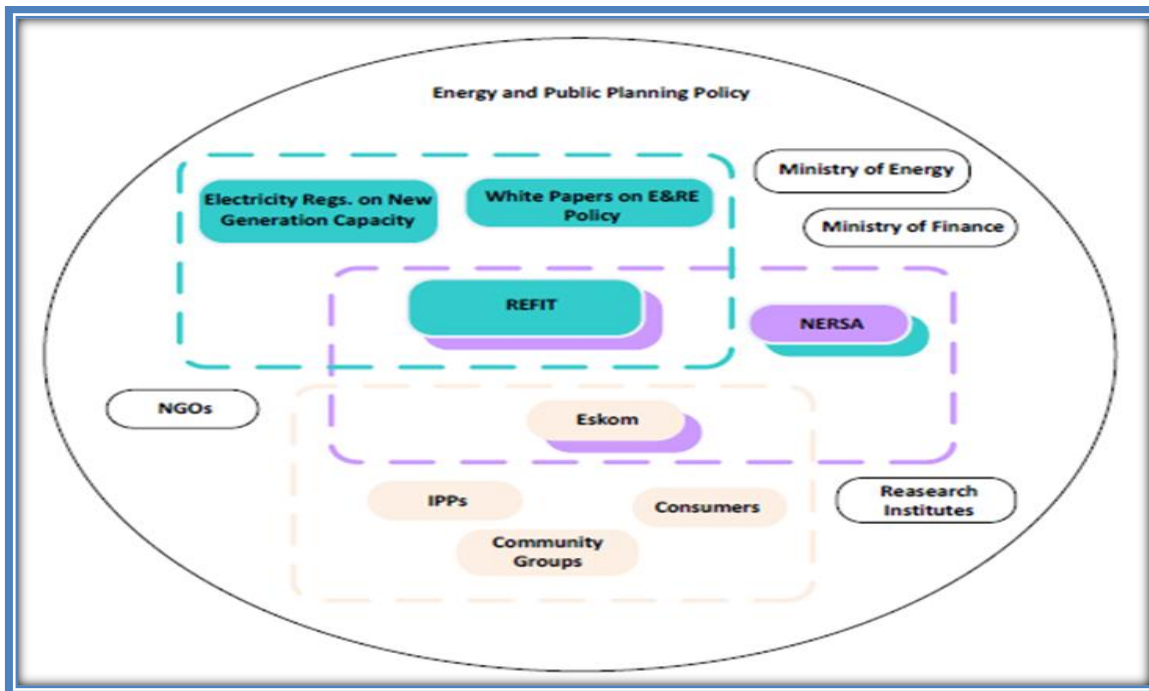 Energy and Public Planning Policy
Ministry of Energy
Electricity Regs. on New
Generation Capacity
White Papers on E&RE
Policy
Ministry of Finance
REFIT
NERSA
NGOs
Eskom
IPPs
Consumers
Reasearch
Institutes
Community
Groups